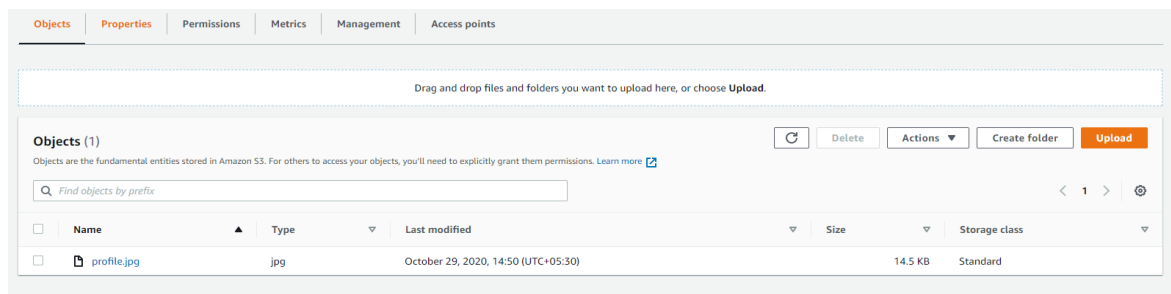 Objects Properties Permissions Metrics Management Access points
Drag and drop files and folders you want to upload here, or choose Upload.
Objects (1) Delete Actions Create folder Upload
Objects are the fundamental entities stored in Amazon S3. For others to access your objects, you'll need to explicitly grant them permissions. Learn more
Find objects by prefix 1
Name Type Last modified Size Storage class
profile.jpg jpg October 29, 2020, 14:50 (UTC+05:30) 14.5 KB Standard